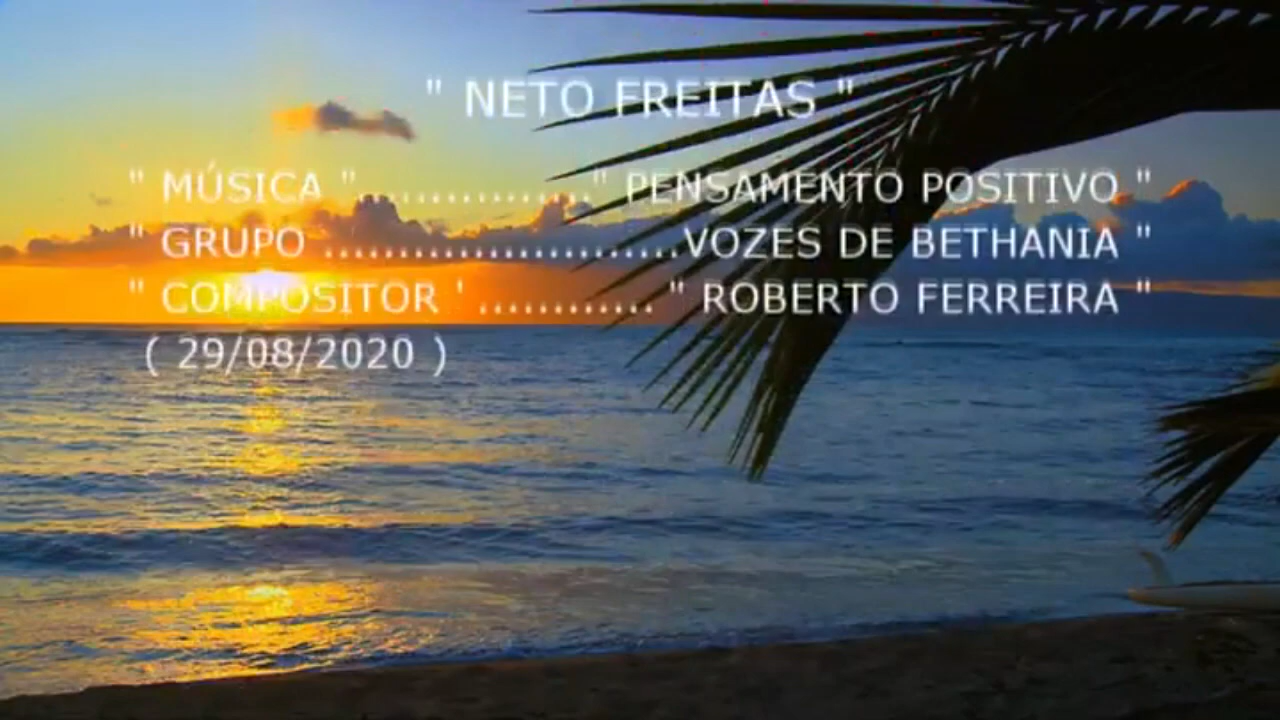 " NETO FREITAS "
" MÚSICA "................" PENSAMENTO POSITIVO "
" GRUPO ........................VOZES DE BETHANIA "
" COMPOSITOR ' ............ " ROBERTO FERREIRA "
( 29/08/2020 )